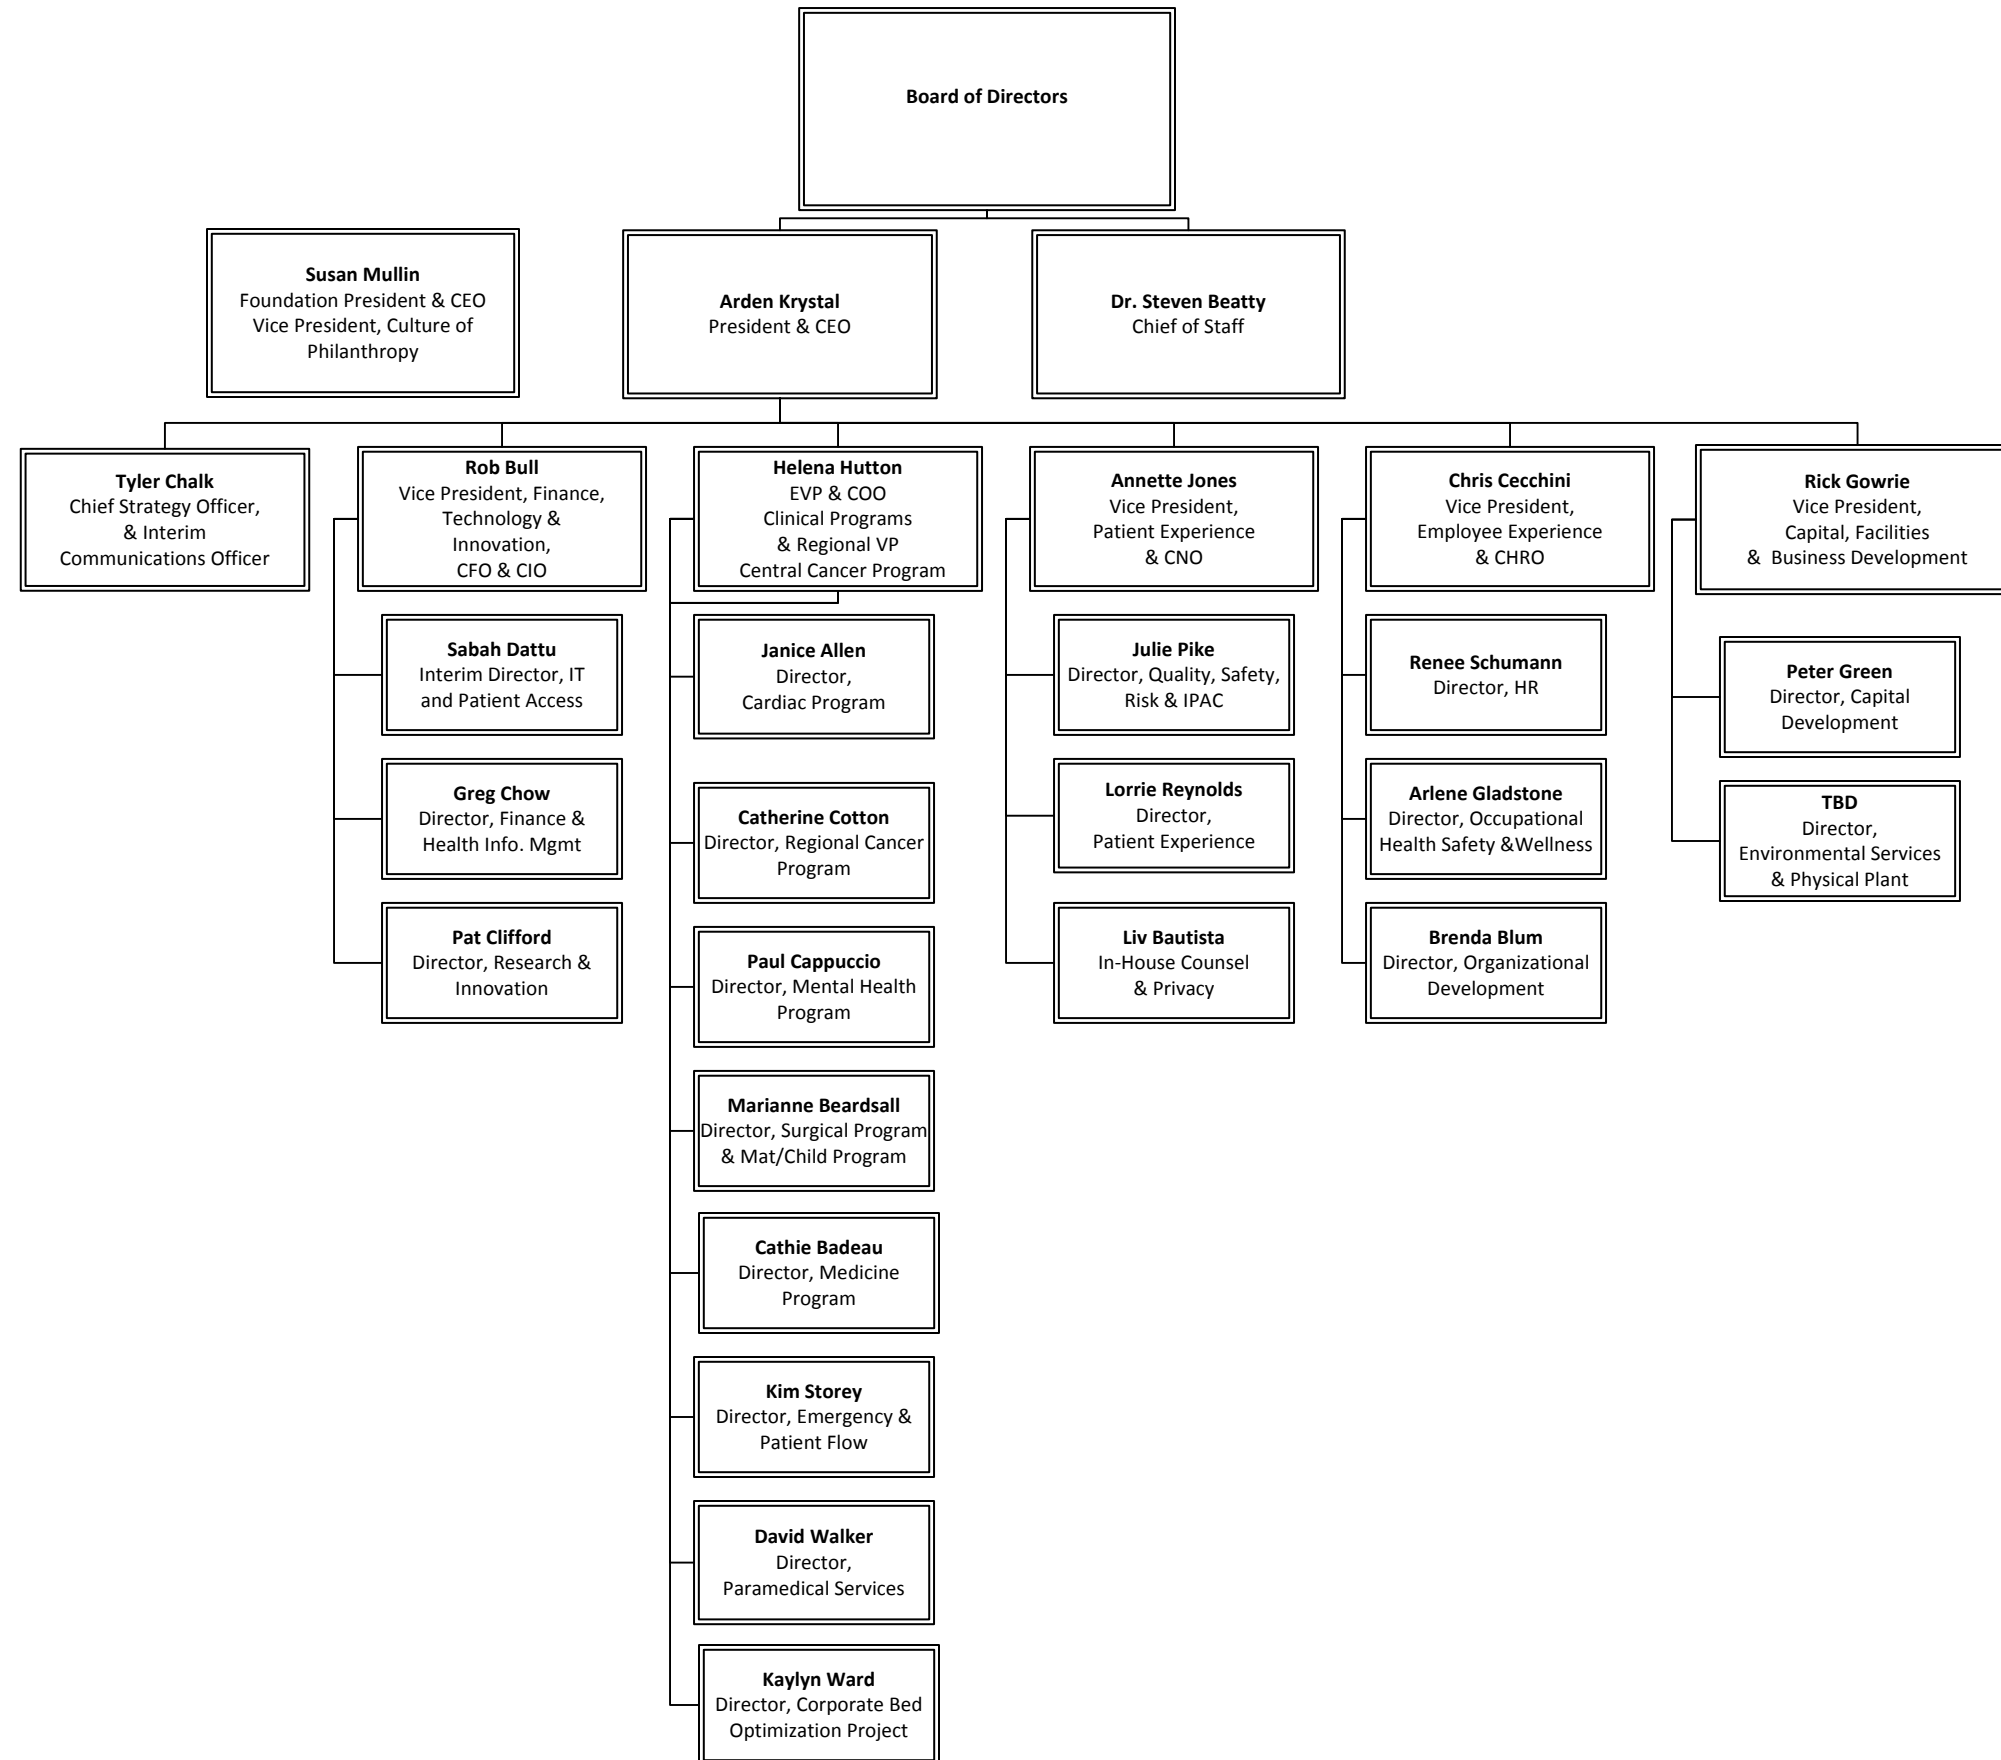 Board of Directors
Susan Mullin
Foundation President & CEO
Vice President, Culture of
Philanthropy
Arden Krystal
President & CEO
Dr. Steven Beatty
Chief of Staff
Tyler Chalk
Chief Strategy Officer,
& Interim
Communications Officer
Rob Bull
Vice President, Finance,
Technology &
Innovation,
CFO & CIO
Helena Hutton
EVP & COO
Clinical Programs
& Regional VP
Central Cancer Program
Annette Jones
Vice President,
Patient Experience
& CNO
Chris Cecchini
Vice President,
Employee Experience
& CHRO
Rick Gowrie
Vice President,
Capital, Facilities
& Business Development
Sabah Dattu
Interim Director, IT
and Patient Access
Greg Chow
Director, Finance &
Health Info. Mgmt
Pat Clifford
Director, Research &
Innovation
Janice Allen
Director,
Cardiac Program
Catherine Cotton
Director, Regional Cancer
Program
Paul Cappuccio
Director, Mental Health
Program
Marianne Beardsall
Director, Surgical Program
& Mat/Child Program
Cathie Badeau
Director, Medicine
Program
Kim Storey
Director, Emergency &
Patient Flow
David Walker
Director,
Paramedical Services
Kaylyn Ward
Director, Corporate Bed
Optimization Project
Julie Pike
Director, Quality, Safety,
Risk & IPAC
Lorrie Reynolds
Director,
Patient Experience
Liv Bautista
In-House Counsel
& Privacy
Renee Schumann
Director, HR
Arlene Gladstone
Director, Occupational
Health Safety &Wellness
Brenda Blum
Director, Organizational
Development
Peter Green
Director, Capital
Development
TBD
Director,
Environmental Services
& Physical Plant